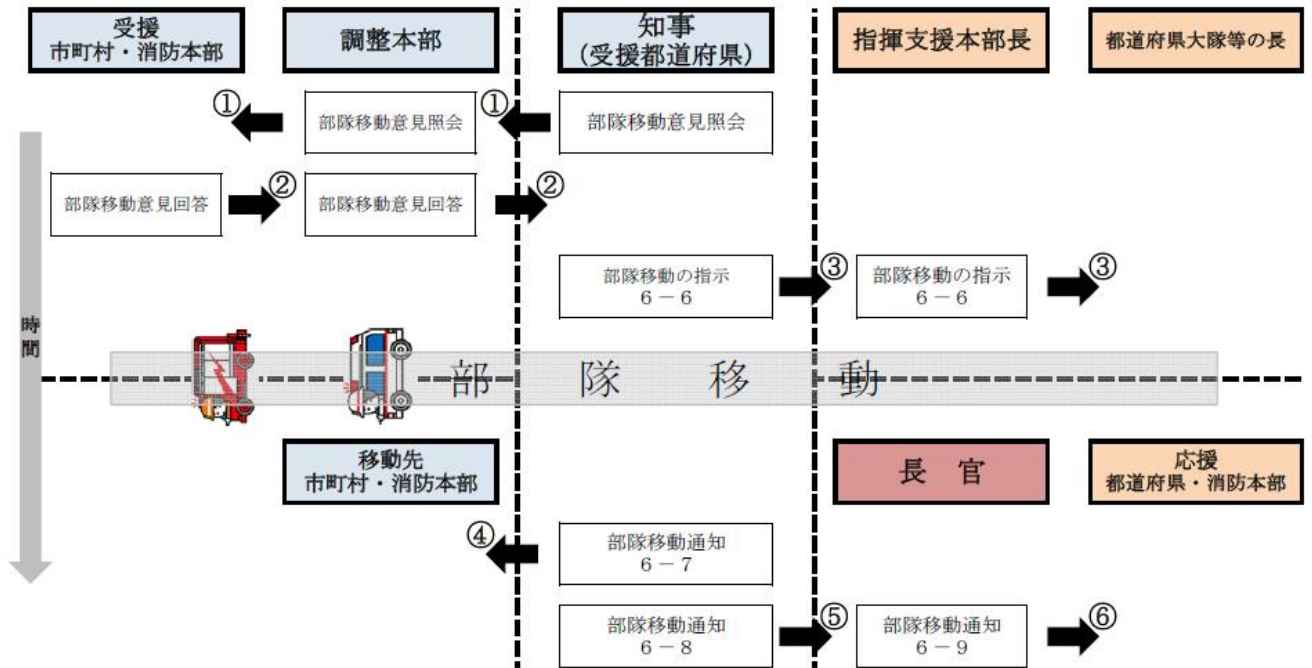 受援
市町村・消防本部
調整本部
知事
(受援都道府県)
指揮支援本部長
都道府県大隊等の長
①
部隊移動意見照会
①
部隊移動意見照会
部隊移動意見回答
②
部隊移動意見回答
②
部隊移動の指示
6-6
③
部隊移動の指示
6-6
③
時間
部隊移動
移動先
市町村・消防本部
長官
応援
都道府県・消防本部
④
部隊移動通知
6-7
部隊移動通知
6-8
⑤
部隊移動通知
6-9
⑥